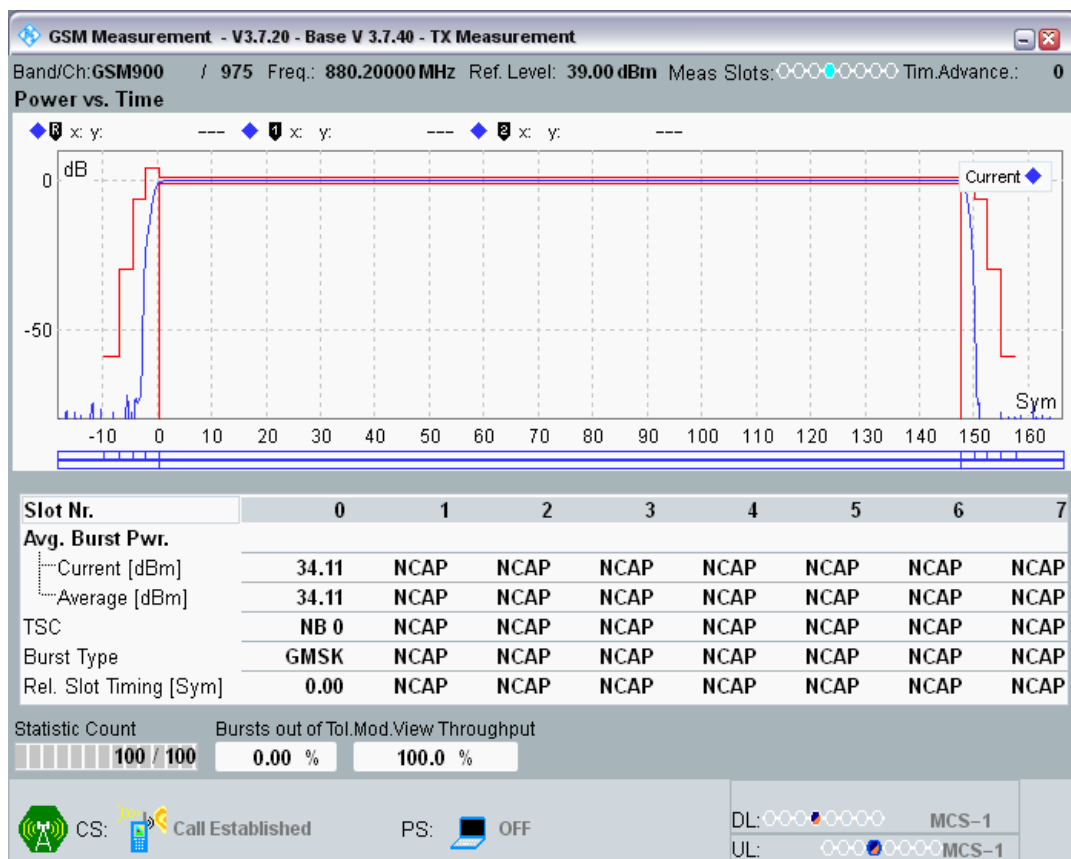 GSM Measurement - V3.7.20 - Base V 3.7.40 - TX Measurement
Band/Ch:GSM900 / 975 Freq.: 880.20000 MHz Ref. Level: 39.00 dBm Meas Slots: Tim.Advance.: 0
Power vs. Time
R x: y: --- 1 x: y: --- 2 x: y: ---
dB
Current
0
-50
Sym
-10 0 10 20 30 40 50 60 70 80 90 100 110 120 130 140 150 160
Slot Nr. 0 1 2 3 4 5 6 7
Avg. Burst Pwr.
Current [dBm] 34.11 NCAP NCAP NCAP NCAP NCAP NCAP NCAP
Average [dBm] 34.11 NCAP NCAP NCAP NCAP NCAP NCAP NCAP
TSC NB 0 NCAP NCAP NCAP NCAP NCAP NCAP NCAP
Burst Type GMSK NCAP NCAP NCAP NCAP NCAP NCAP NCAP
Rel. Slot Timing [Sym] 0.00 NCAP NCAP NCAP NCAP NCAP NCAP NCAP
Statistic Count Bursts out of Tol. Mod.View Throughput
100 / 100 0.00 % 100.0 %
CS: Call Established PS: OFF
DL: MCS-1
UL: MCS-1